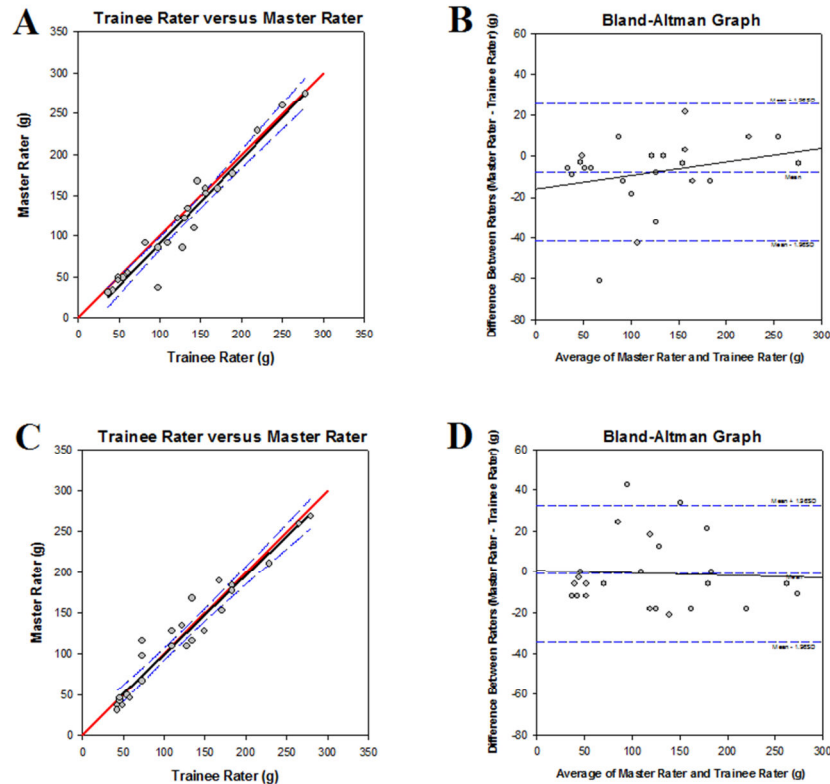 A
Trainee Rater versus Master Rater
Master Rater (g)
350
300
250
200
150
100
50
0
0 50 100 150 200 250 300 350
Trainee Rater (g)
B
Bland-Altman Graph
Difference Between Raters (Master Rater - Trainee Rater) (g)
60
40
20
0
-20
-40
-60
-80
Mean + 1.96SD
Mean
Mean - 1.96SD
0 50 100 150 200 250 300
Average of Master Rater and Trainee Rater (g)
C
Trainee Rater versus Master Rater
Master Rater (g)
350
300
250
200
150
100
50
0
0 50 100 150 200 250 300 350
Trainee Rater (g)
D
Bland-Altman Graph
Difference Between Raters (Master Rater - Trainee Rater) (g)
60
40
20
0
-20
-40
-60
-80
Mean + 1.96SD
Mean
Mean - 1.96SD
0 50 100 150 200 250 300
Average of Master Rater and Trainee Rater (g)